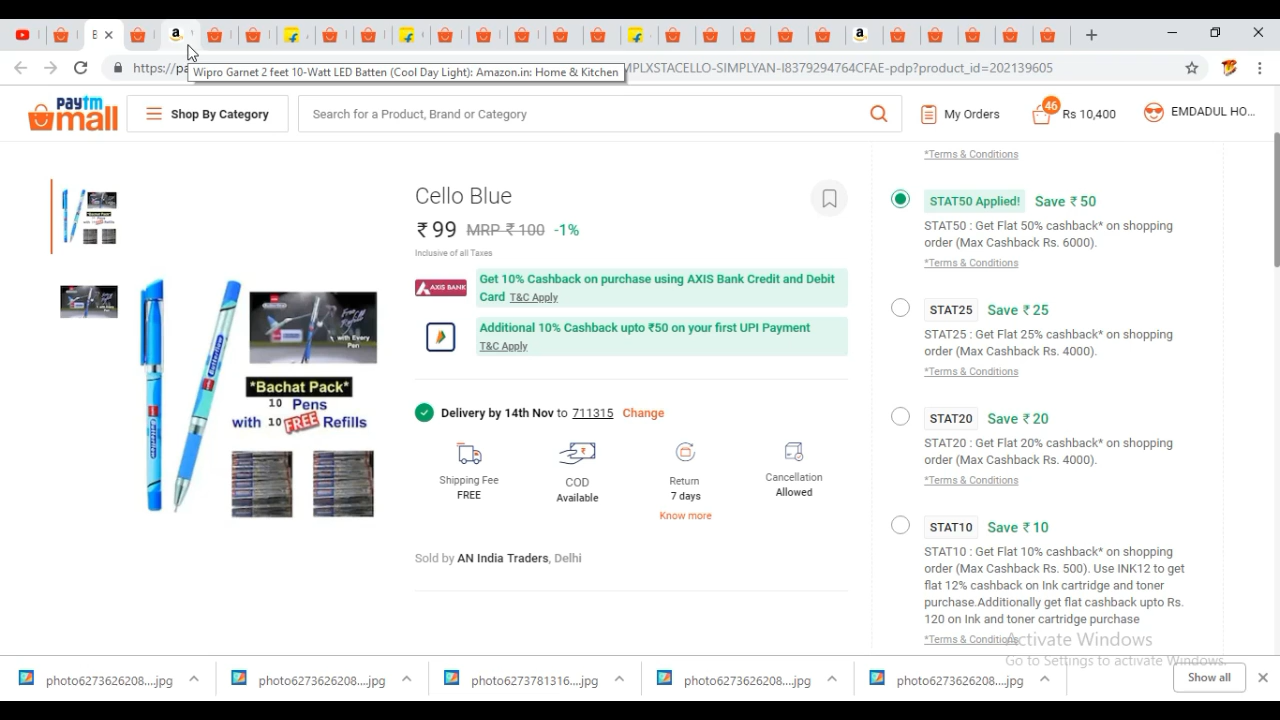 https://pa
MPLXSTACELLO-SIMPLYAN-I8379294764CFAE-pdp?product_id=202139605
Wipro Garnet 2 feet 10-Watt LED Batten (Cool Day Light): Amazon.in: Home & Kitchen
paytm
mall
Shop By Category
Search for a Product, Brand or Category
My Orders
46
Rs 10,400
EMDADUL HO...
*Terms & Conditions
Cello Blue
₹ 99 MRP ₹ 100 -1%
Inclusive of all Taxes
AXIS BANK
Get 10% Cashback on purchase using AXIS Bank Credit and Debit
Card T&C Apply
Additional 10% Cashback upto ₹50 on your first UPI Payment
T&C Apply
with Every
Pen
*Bachat Pack*
10 Pens
with 10 FREE Refills
Delivery by 14th Nov to 711315 Change
Shipping Fee
FREE
COD
Available
Return
7 days
Know more
Cancellation
Allowed
Sold by AN India Traders, Delhi
STAT50 Applied! Save ₹ 50
STAT50 : Get Flat 50% cashback* on shopping
order (Max Cashback Rs. 6000).
*Terms & Conditions
STAT25 Save ₹ 25
STAT25 : Get Flat 25% cashback* on shopping
order (Max Cashback Rs. 4000).
*Terms & Conditions
STAT20 Save ₹ 20
STAT20 : Get Flat 20% cashback* on shopping
order (Max Cashback Rs. 4000).
*Terms & Conditions
STAT10 Save ₹ 10
STAT10 : Get Flat 10% cashback* on shopping
order (Max Cashback Rs. 500). Use INK12 to get
flat 12% cashback on Ink cartridge and toner
purchase.Additionally get flat cashback upto Rs.
120 on Ink and toner cartridge purchase
*Terms & Conditions
Activate Windows
Go to Settings to activate Windows.
photo6273626208....jpg
photo6273626208....jpg
photo6273781316....jpg
photo6273626208....jpg
photo6273626208....jpg
Show all